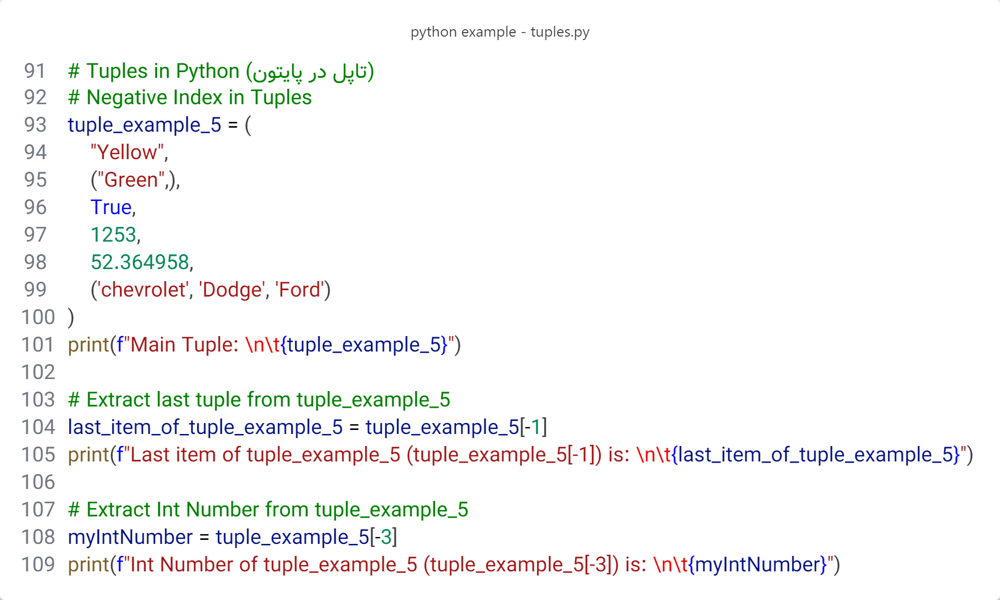 python example - tuples.py
91 # Tuples in Python (تاپل در پایتون)
92 # Negative Index in Tuples
93 tuple_example_5 = (
94     "Yellow",
95     ("Green",),
96     True,
97     1253,
98     52.364958,
99     ('chevrolet', 'Dodge', 'Ford')
100 )
101 print(f"Main Tuple: \n\t{tuple_example_5}")
102
103 # Extract last tuple from tuple_example_5
104 last_item_of_tuple_example_5 = tuple_example_5[-1]
105 print(f"Last item of tuple_example_5 (tuple_example_5[-1]) is: \n\t{last_item_of_tuple_example_5}")
106
107 # Extract Int Number from tuple_example_5
108 myIntNumber = tuple_example_5[-3]
109 print(f"Int Number of tuple_example_5 (tuple_example_5[-3]) is: \n\t{myIntNumber}")